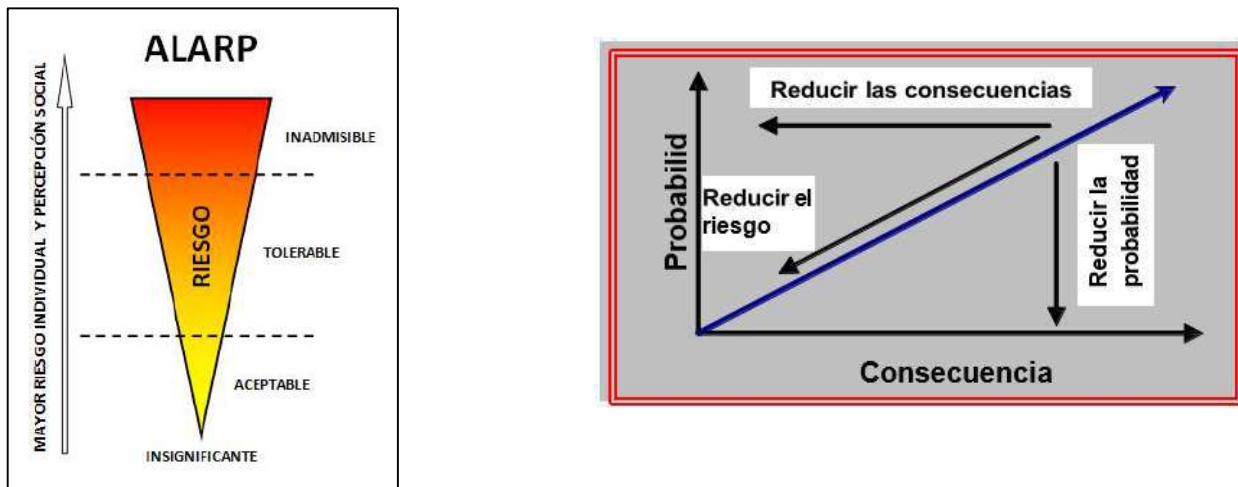 ALARP
MAYOR RIESGO INDIVIDUAL Y PERCEPCIÓN SOCIAL
INADMISIBLE
RIESGO
TOLERABLE
ACEPTABLE
INSIGNIFICANTE
Reducir las consecuencias
Probabilid
Reducir el
riesgo
Reducir la
probabilidad
Consecuencia